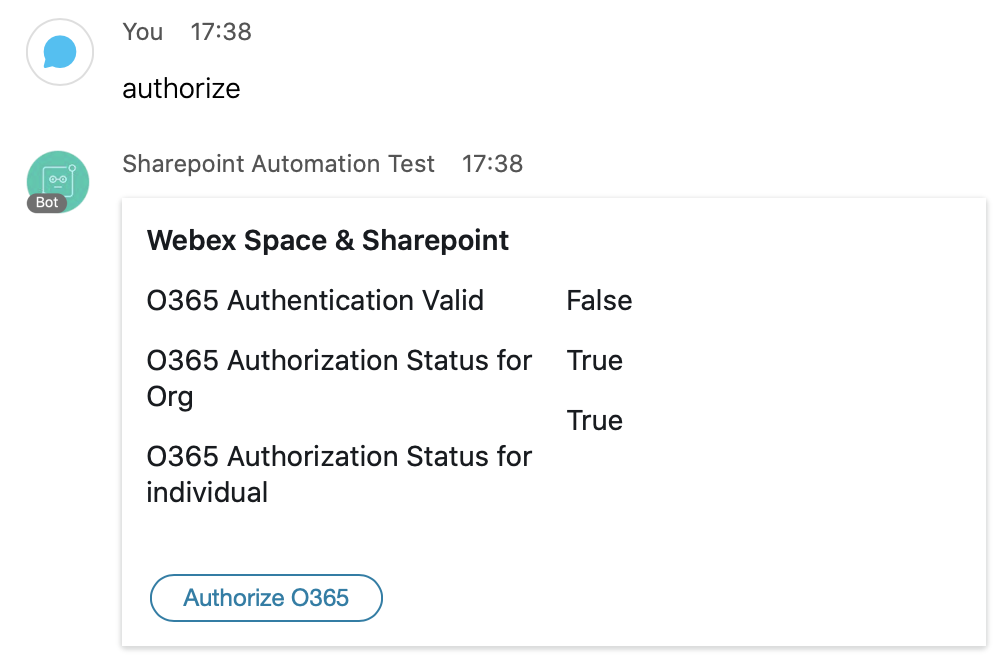 You 17:38
authorize
Sharepoint Automation Test 17:38
Bot
Webex Space & Sharepoint
O365 Authentication Valid False
O365 Authorization Status for True
Org
True
O365 Authorization Status for
individual
Authorize O365